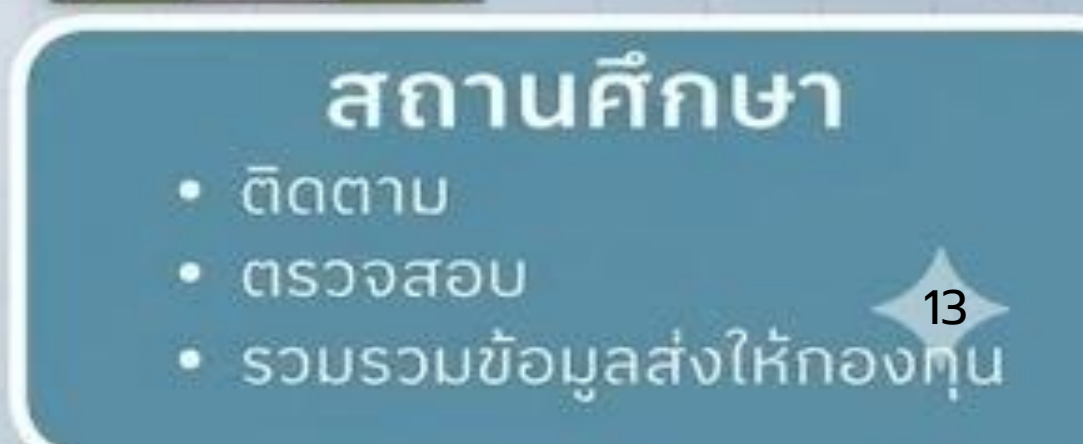 สถานศึกษา
• ติดตาม
• ตรวจสอบ
13
• รวมรวมข้อมูลส่งให้กองทุน